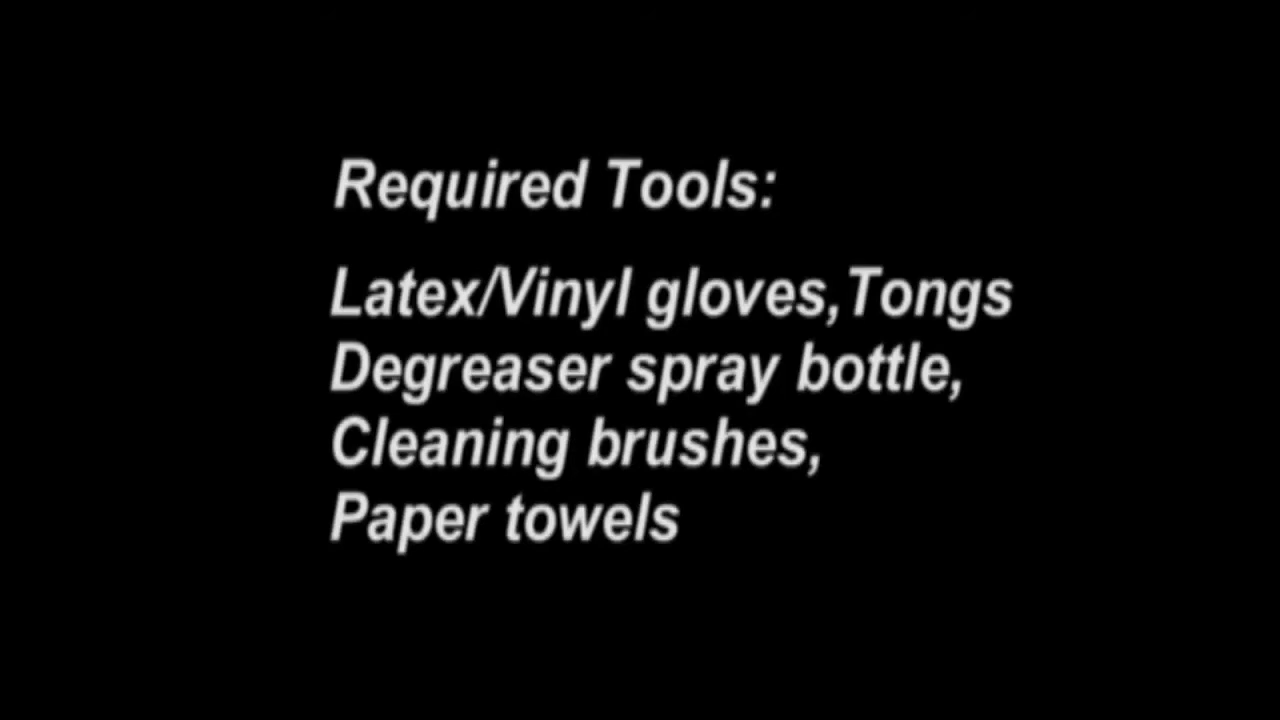 Required Tools:
Latex/Vinyl gloves,Tongs
Degreaser spray bottle,
Cleaning brushes,
Paper towels